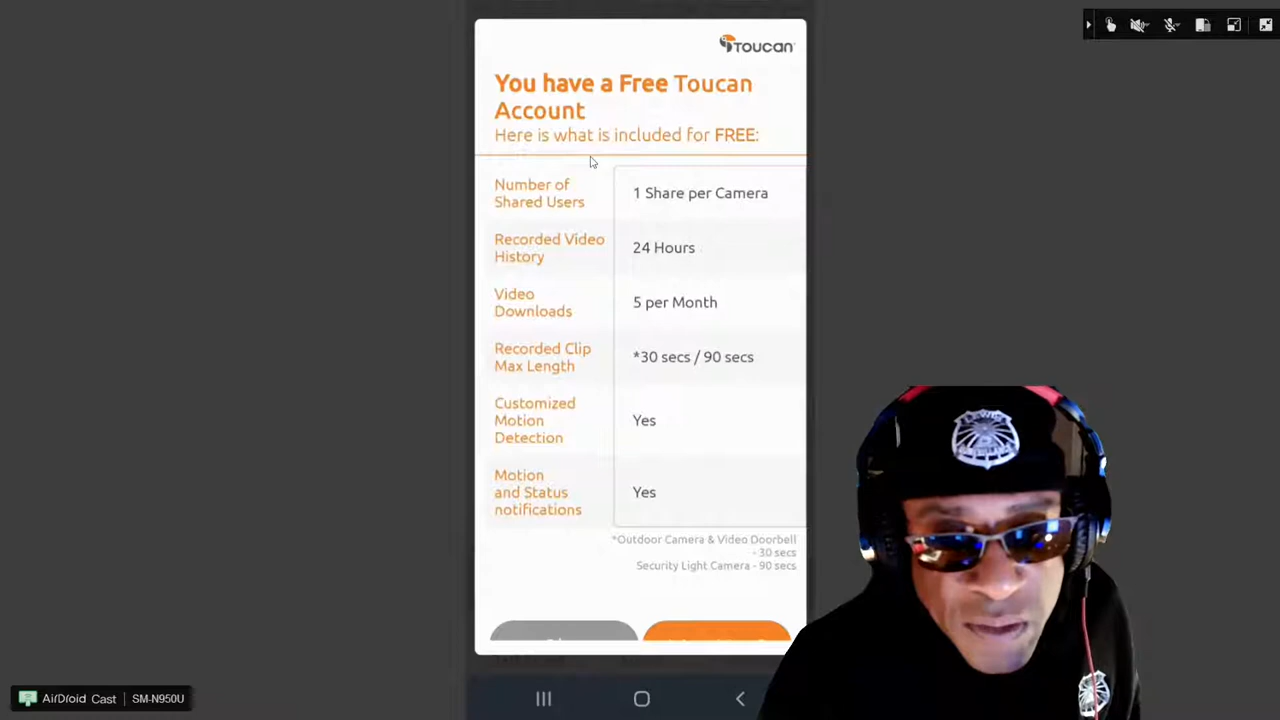 Toucan
You have a Free Toucan
Account
Here is what is included for FREE:
Number of
Shared Users
1 Share per Camera
Recorded Video
History
24 Hours
Video
Downloads
5 per Month
Recorded Clip
Max Length
*30 secs / 90 secs
Customized
Motion
Detection
Yes
Motion
and Status
notifications
Yes
*Outdoor Camera & Video Doorbell
- 30 secs
Security Light Camera - 90 secs
AirDroid Cast | SM-N950U